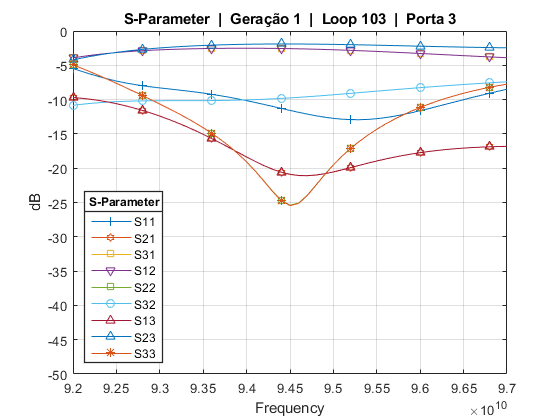 S-Parameter | Geração 1 | Loop 103 | Porta 3
0
-5
-10
-15
-20
-25
-30
-35
-40
-45
-50
dB
S-Parameter
S11
S21
S31
S12
S22
S32
S13
S23
S33
9.2 9.25 9.3 9.35 9.4 9.45 9.5 9.55 9.6 9.65 9.7
Frequency
×10^10